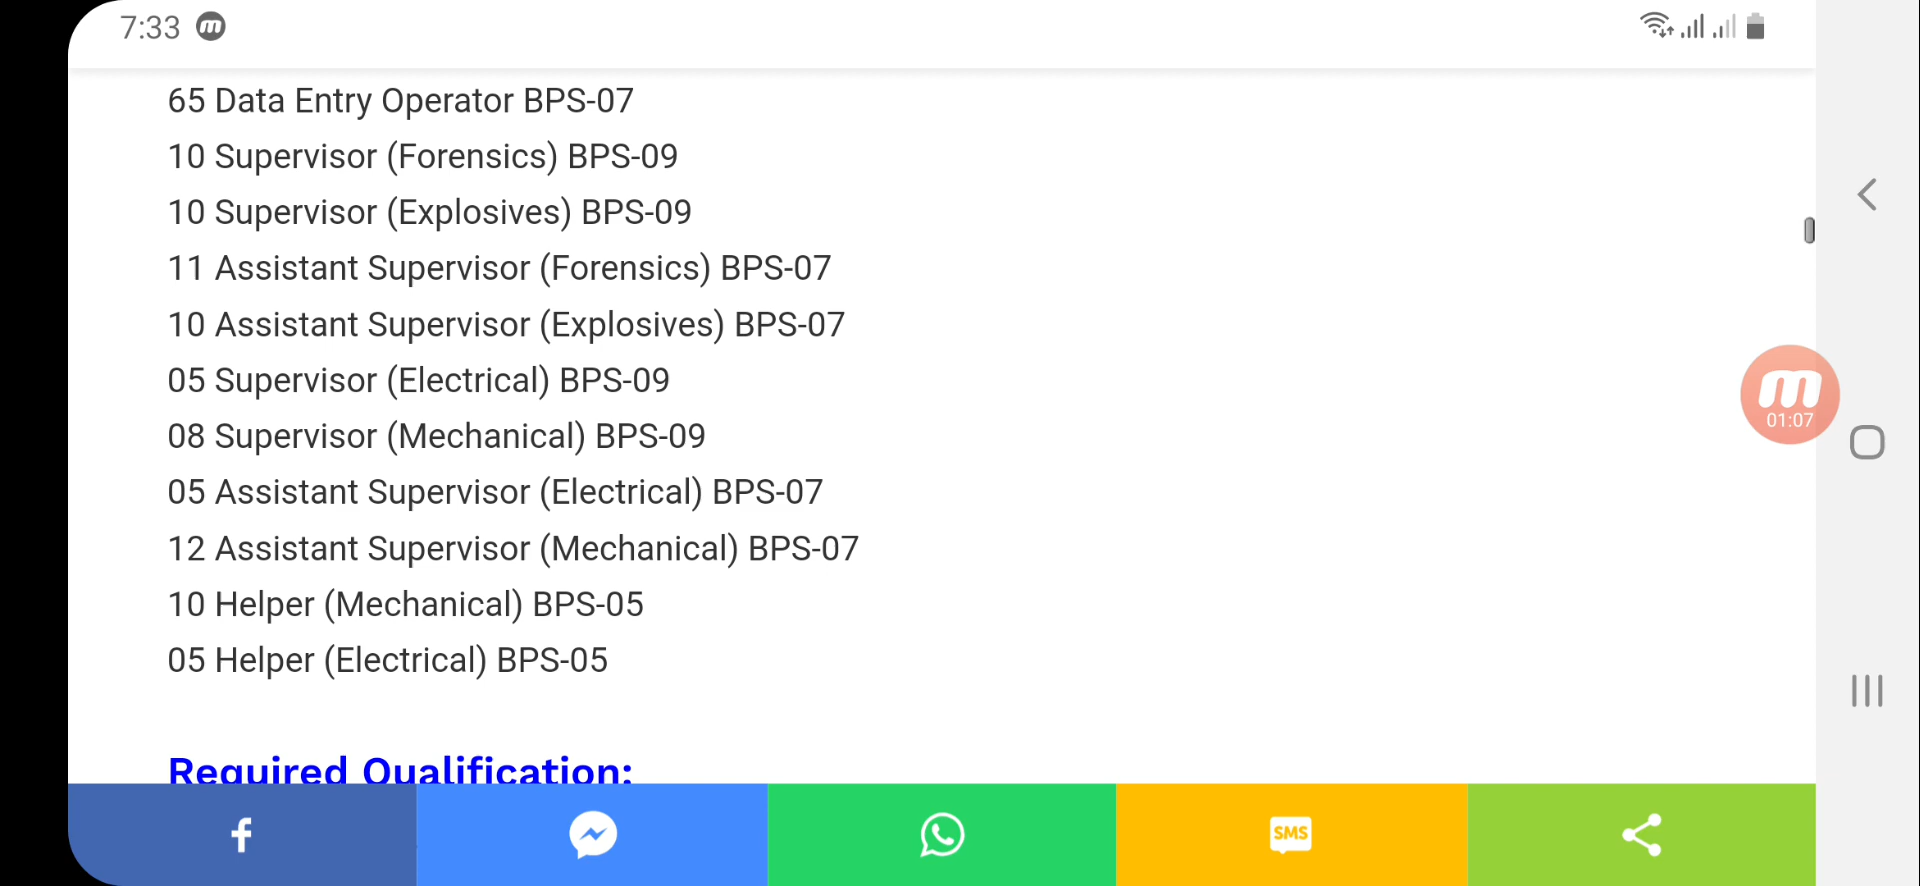 7:33
65 Data Entry Operator BPS-07
10 Supervisor (Forensics) BPS-09
10 Supervisor (Explosives) BPS-09
11 Assistant Supervisor (Forensics) BPS-07
10 Assistant Supervisor (Explosives) BPS-07
05 Supervisor (Electrical) BPS-09
08 Supervisor (Mechanical) BPS-09
05 Assistant Supervisor (Electrical) BPS-07
12 Assistant Supervisor (Mechanical) BPS-07
10 Helper (Mechanical) BPS-05
05 Helper (Electrical) BPS-05
01:07
Required Qualification:
SMS